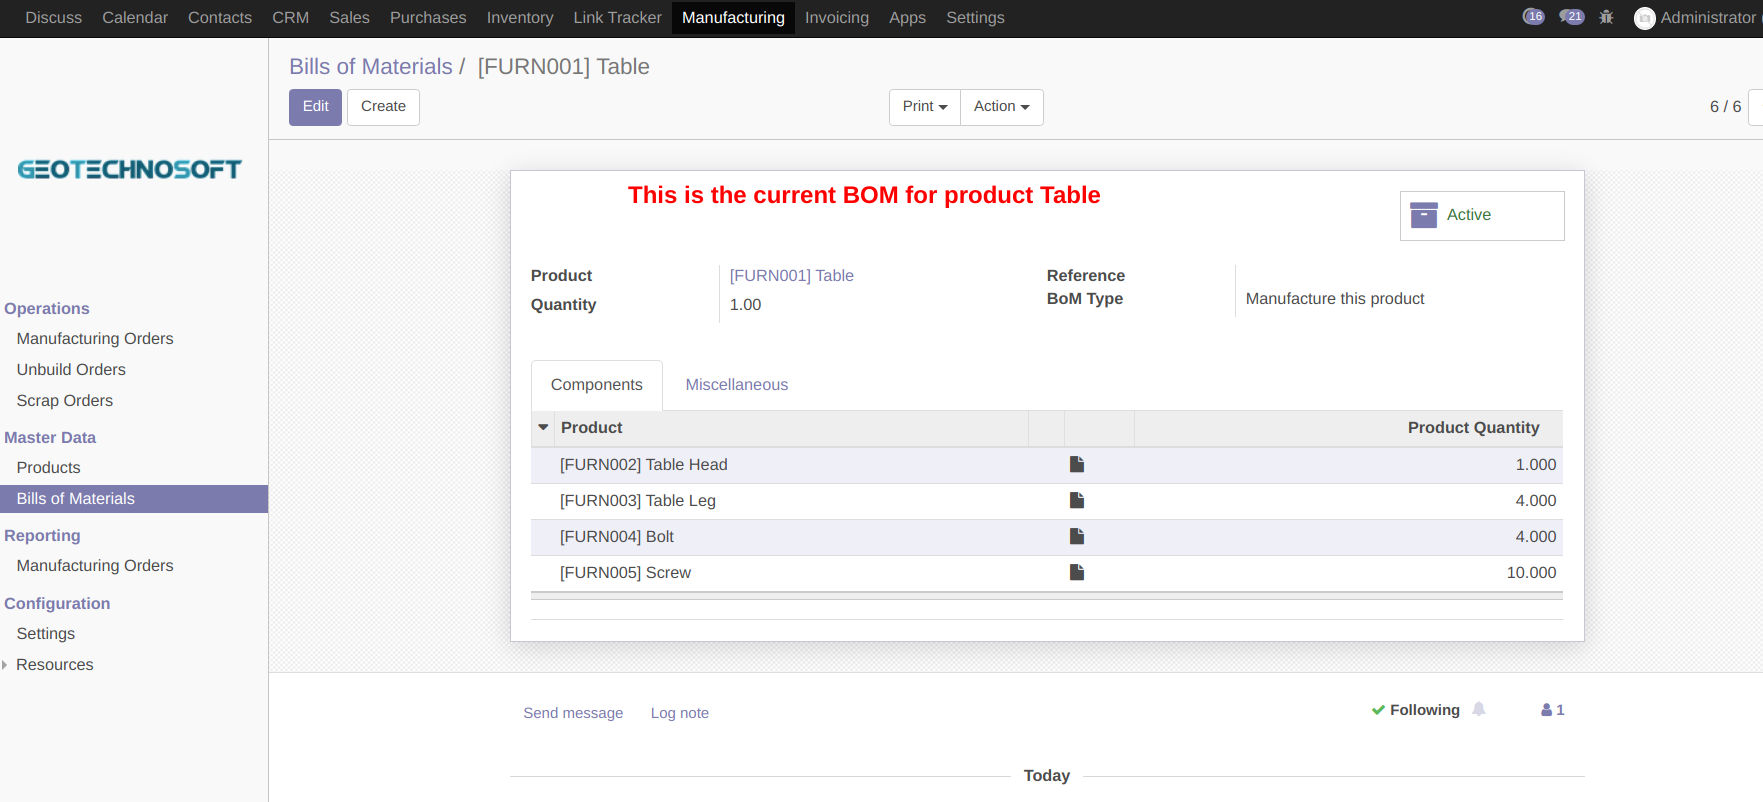 Discuss Calendar Contacts CRM Sales Purchases Inventory Link Tracker Manufacturing Invoicing Apps Settings 16 21 Administrator
Bills of Materials / [FURN001] Table
Edit Create Print Action 6 / 6
GEOTECHNOSOFT
Operations
Manufacturing Orders
Unbuild Orders
Scrap Orders
Master Data
Products
Bills of Materials
Reporting
Manufacturing Orders
Configuration
Settings
Resources
This is the current BOM for product Table
Active
Product [FURN001] Table
Quantity 1.00
Reference
BoM Type Manufacture this product
Components Miscellaneous
Product Product Quantity
[FURN002] Table Head 1.000
[FURN003] Table Leg 4.000
[FURN004] Bolt 4.000
[FURN005] Screw 10.000
Send message Log note Following 1
Today